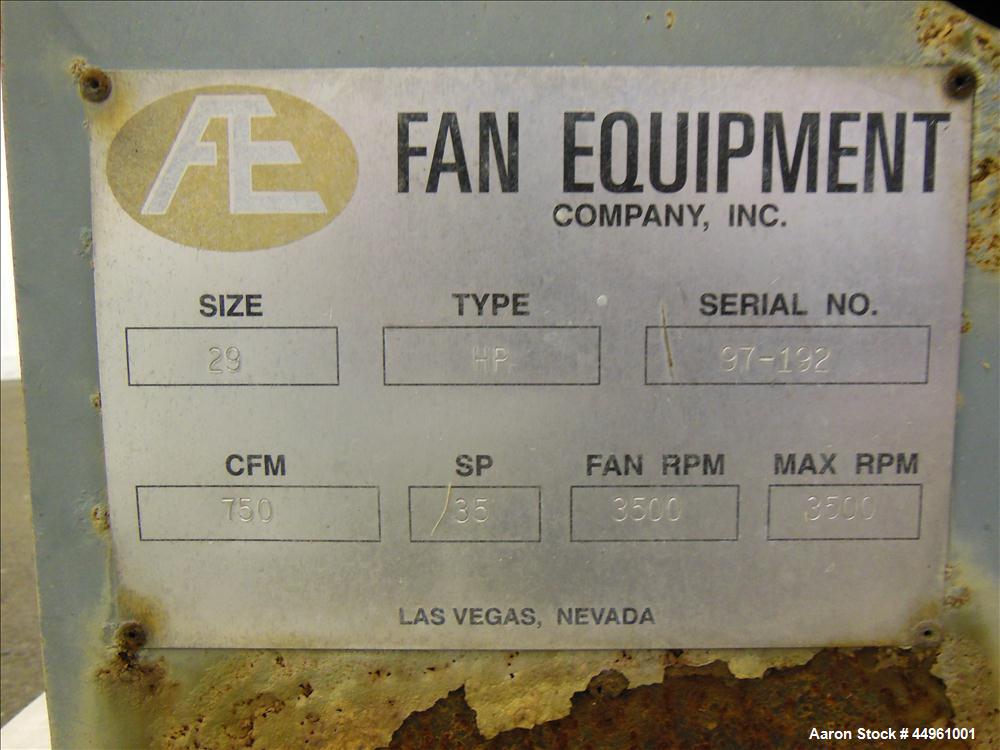 FE
FAN EQUIPMENT
COMPANY, INC.
SIZE TYPE SERIAL NO.
29 HP 97-192
CFM SP FAN RPM MAX RPM
750 35 3500 3500
LAS VEGAS, NEVADA
Aaron Stock # 44961001